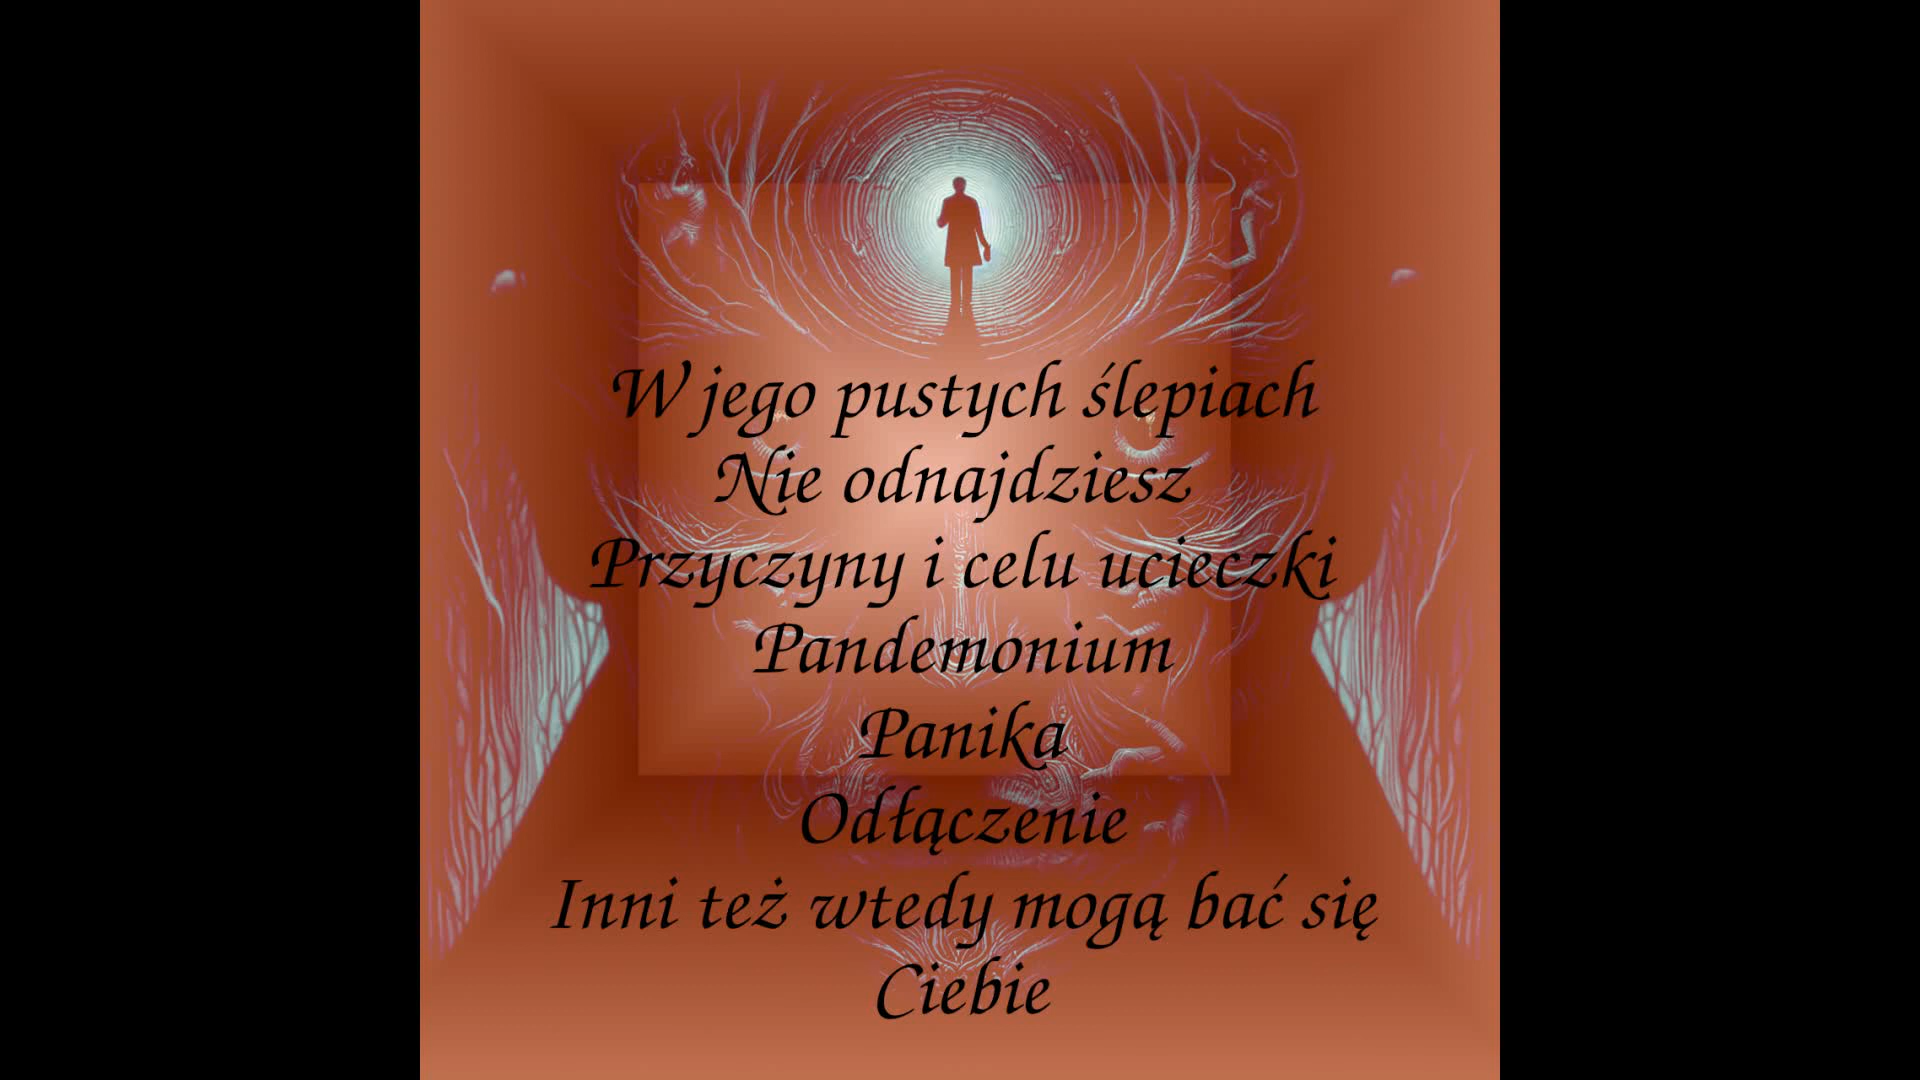 W jego pustych ślepiach
Nie odnajdziesz
Przyczyny i celu ucieczki
Pandemonium
Panika
Odłączenie
Inni też wtedy mogą bać się
Ciebie